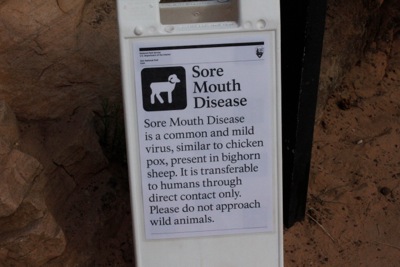 Sore
Mouth
Disease
Sore Mouth Disease
is a common and mild
virus, similar to chicken
pox, present in bighorn
sheep. It is transferable
to humans through
direct contact only.
Please do not approach
wild animals.